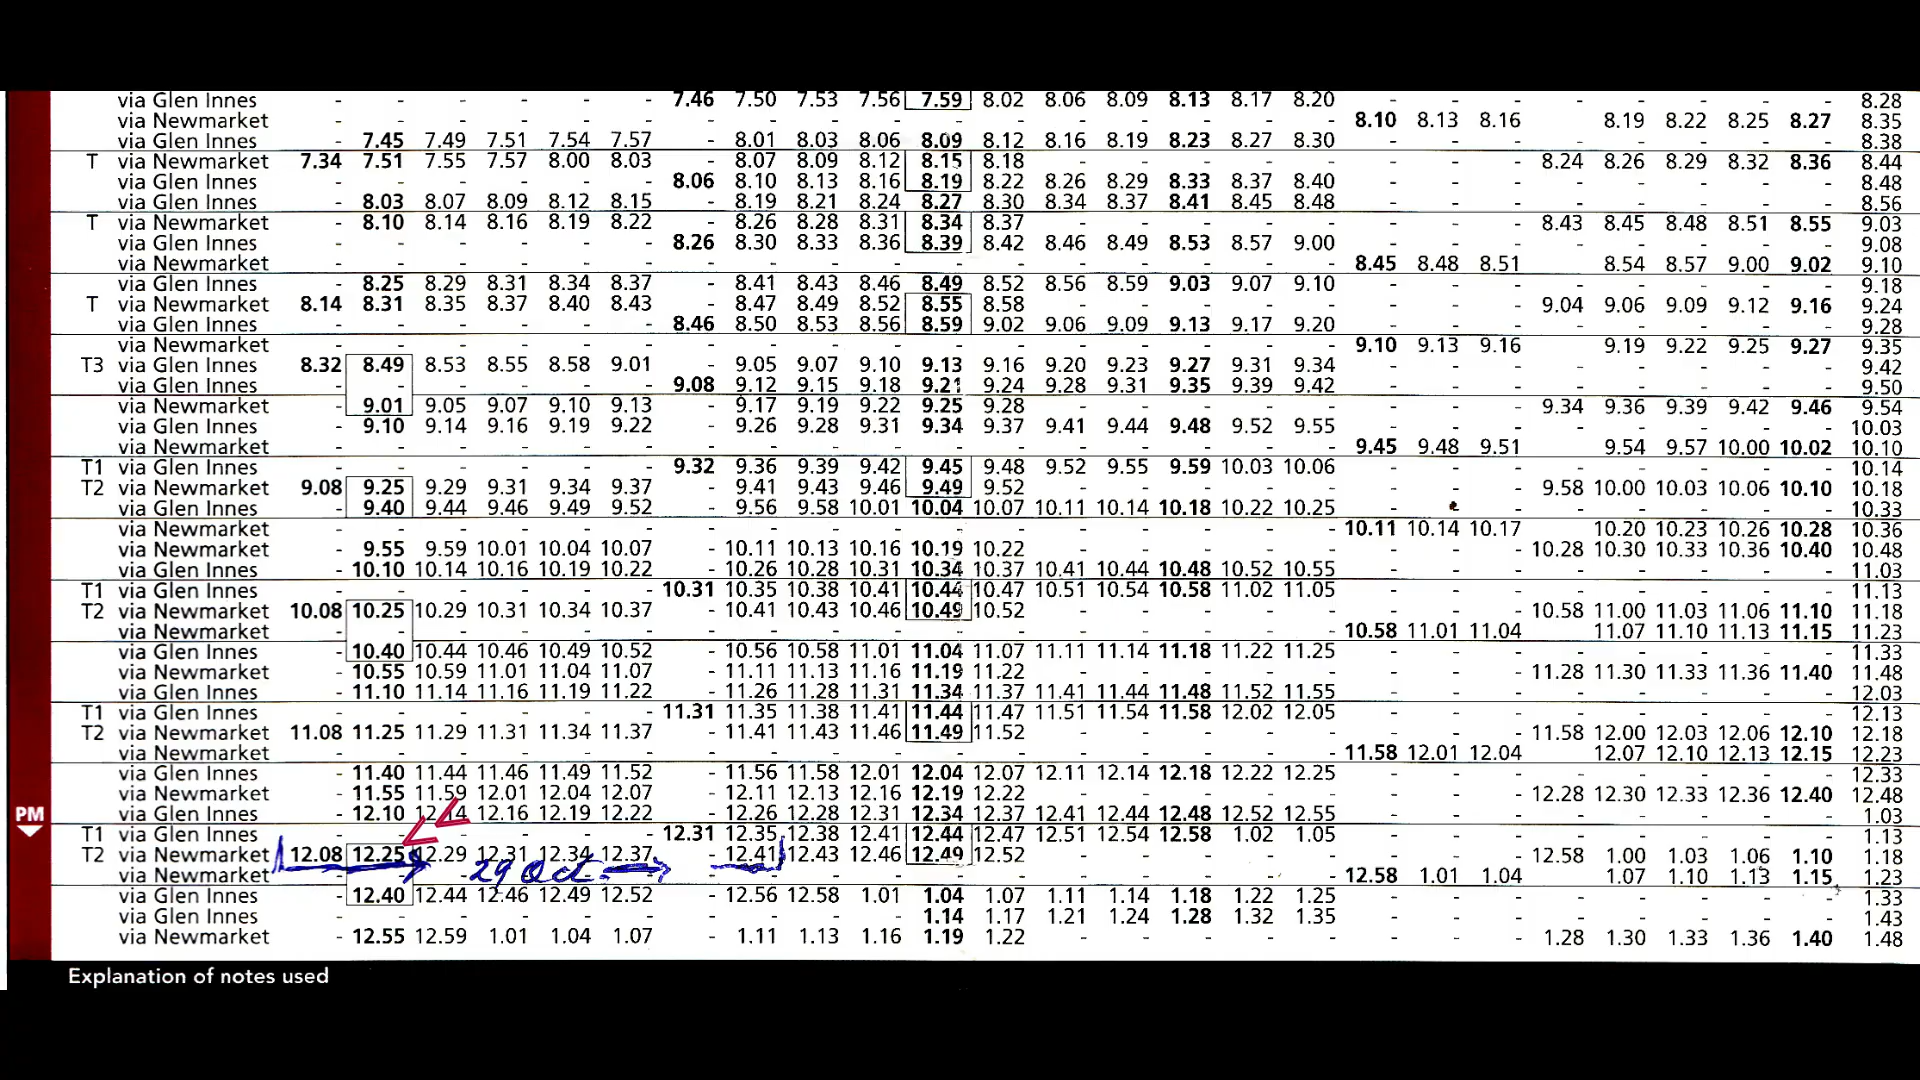 via Glen Innes - - - - - - 7.46 7.50 7.53 7.56 7.59 8.02 8.06 8.09 8.13 8.17 8.20 - - - - - - - - 8.28
via Newmarket - - - - - - - - - - - - - - - - - 8.10 8.13 8.16 8.19 8.22 8.25 8.27 8.35
via Glen Innes - 7.45 7.49 7.51 7.54 7.57 - 8.01 8.03 8.06 8.09 8.12 8.16 8.19 8.23 8.27 8.30 - - - - - - - - 8.38
T via Newmarket 7.34 7.51 7.55 7.57 8.00 8.03 - 8.07 8.09 8.12 8.15 8.18 - - - - - - - - 8.24 8.26 8.29 8.32 8.36 8.44
via Glen Innes - - - - - - 8.06 8.10 8.13 8.16 8.19 8.22 8.26 8.29 8.33 8.37 8.40 - - - - - - - - 8.48
via Glen Innes - 8.03 8.07 8.09 8.12 8.15 - 8.19 8.21 8.24 8.27 8.30 8.34 8.37 8.41 8.45 8.48 - - - - - - - - 8.56
T via Newmarket - 8.10 8.14 8.16 8.19 8.22 - 8.26 8.28 8.31 8.34 8.37 - - - - - - - - 8.43 8.45 8.48 8.51 8.55 9.03
via Glen Innes - - - - - - 8.26 8.30 8.33 8.36 8.39 8.42 8.46 8.49 8.53 8.57 9.00 - - - - - - - - 9.08
via Newmarket - - - - - - - - - - - - - - - - - 8.45 8.48 8.51 8.54 8.57 9.00 9.02 9.10
via Glen Innes - 8.25 8.29 8.31 8.34 8.37 - 8.41 8.43 8.46 8.49 8.52 8.56 8.59 9.03 9.07 9.10 - - - - - - - - 9.18
T via Newmarket 8.14 8.31 8.35 8.37 8.40 8.43 - 8.47 8.49 8.52 8.55 8.58 - - - - - - - - 9.04 9.06 9.09 9.12 9.16 9.24
via Glen Innes - - - - - - 8.46 8.50 8.53 8.56 8.59 9.02 9.06 9.09 9.13 9.17 9.20 - - - - - - - - 9.28
via Newmarket - - - - - - - - - - - - - - - - - 9.10 9.13 9.16 9.19 9.22 9.25 9.27 9.35
T3 via Glen Innes 8.32 8.49 8.53 8.55 8.58 9.01 - 9.05 9.07 9.10 9.13 9.16 9.20 9.23 9.27 9.31 9.34 - - - - - - - - 9.42
via Glen Innes - - - - - - 9.08 9.12 9.15 9.18 9.21 9.24 9.28 9.31 9.35 9.39 9.42 - - - - - - - - 9.50
via Newmarket - 9.01 9.05 9.07 9.10 9.13 - 9.17 9.19 9.22 9.25 9.28 - - - - - - - - 9.34 9.36 9.39 9.42 9.46 9.54
via Glen Innes - 9.10 9.14 9.16 9.19 9.22 - 9.26 9.28 9.31 9.34 9.37 9.41 9.44 9.48 9.52 9.55 - - - - - - - - 10.03
via Newmarket - - - - - - - - - - - - - - - - - 9.45 9.48 9.51 9.54 9.57 10.00 10.02 10.10
T1 via Glen Innes - - - - - - 9.32 9.36 9.39 9.42 9.45 9.48 9.52 9.55 9.59 10.03 10.06 - - - - - - - - 10.14
T2 via Newmarket 9.08 9.25 9.29 9.31 9.34 9.37 - 9.41 9.43 9.46 9.49 9.52 - - - - - - - - 9.58 10.00 10.03 10.06 10.10 10.18
via Glen Innes - 9.40 9.44 9.46 9.49 9.52 - 9.56 9.58 10.01 10.04 10.07 10.11 10.14 10.18 10.22 10.25 - - - - - - - 10.33
via Newmarket - - - - - - - - - - - - - - - - - 10.11 10.14 10.17 10.20 10.23 10.26 10.28 10.36
via Newmarket - 9.55 9.59 10.01 10.04 10.07 - 10.11 10.13 10.16 10.19 10.22 - - - - - - - - 10.28 10.30 10.33 10.36 10.40 10.48
via Glen Innes - 10.10 10.14 10.16 10.19 10.22 - 10.26 10.28 10.31 10.34 10.37 10.41 10.44 10.48 10.52 10.55 - - - - - - - - 11.03
T1 via Glen Innes - - - - - - 10.31 10.35 10.38 10.41 10.44 10.47 10.51 10.54 10.58 11.02 11.05 - - - - - - - - 11.13
T2 via Newmarket 10.08 10.25 10.29 10.31 10.34 10.37 - 10.41 10.43 10.46 10.49 10.52 - - - - - - - - 10.58 11.00 11.03 11.06 11.10 11.18
via Newmarket - - - - - - - - - - - - - - - - - 10.58 11.01 11.04 11.07 11.10 11.13 11.15 11.23
via Glen Innes - 10.40 10.44 10.46 10.49 10.52 - 10.56 10.58 11.01 11.04 11.07 11.11 11.14 11.18 11.22 11.25 - - - - - - - - 11.33
via Newmarket - 10.55 10.59 11.01 11.04 11.07 - 11.11 11.13 11.16 11.19 11.22 - - - - - - - - 11.28 11.30 11.33 11.36 11.40 11.48
via Glen Innes - 11.10 11.14 11.16 11.19 11.22 - 11.26 11.28 11.31 11.34 11.37 11.41 11.44 11.48 11.52 11.55 - - - - - - - - 12.03
T1 via Glen Innes - - - - - - 11.31 11.35 11.38 11.41 11.44 11.47 11.51 11.54 11.58 12.02 12.05 - - - - - - - - 12.13
T2 via Newmarket 11.08 11.25 11.29 11.31 11.34 11.37 - 11.41 11.43 11.46 11.49 11.52 - - - - - - - - 11.58 12.00 12.03 12.06 12.10 12.18
via Newmarket - - - - - - - - - - - - - - - - - 11.58 12.01 12.04 12.07 12.10 12.13 12.15 12.23
via Glen Innes - 11.40 11.44 11.46 11.49 11.52 - 11.56 11.58 12.01 12.04 12.07 12.11 12.14 12.18 12.22 12.25 - - - - - - - - 12.33
via Newmarket - 11.55 11.59 12.01 12.04 12.07 - 12.11 12.13 12.16 12.19 12.22 - - - - - - - - 12.28 12.30 12.33 12.36 12.40 12.48
PM via Glen Innes - 12.10 12.14 12.16 12.19 12.22 - 12.26 12.28 12.31 12.34 12.37 12.41 12.44 12.48 12.52 12.55 - - - - - - - - 1.03
T1 via Glen Innes - - - - - - 12.31 12.35 12.38 12.41 12.44 12.47 12.51 12.54 12.58 1.02 1.05 - - - - - - - - 1.13
T2 via Newmarket 12.08 12.25 12.29 12.31 12.34 12.37 - 12.41 12.43 12.46 12.49 12.52 - - - - - - - - 12.58 1.00 1.03 1.06 1.10 1.18
29 Oct
via Newmarket - - - - - - - - - - - - - - - 12.58 1.01 1.04 1.07 1.10 1.13 1.15 1.23
via Glen Innes - 12.40 12.44 12.46 12.49 12.52 - 12.56 12.58 1.01 1.04 1.07 1.11 1.14 1.18 1.22 1.25 - - - - - - - - 1.33
via Glen Innes - - - - - - - - - - 1.14 1.17 1.21 1.24 1.28 1.32 1.35 - - - - - - - - 1.43
via Newmarket - 12.55 12.59 1.01 1.04 1.07 - 1.11 1.13 1.16 1.19 1.22 - - - - - - - - 1.28 1.30 1.33 1.36 1.40 1.48
Explanation of notes used